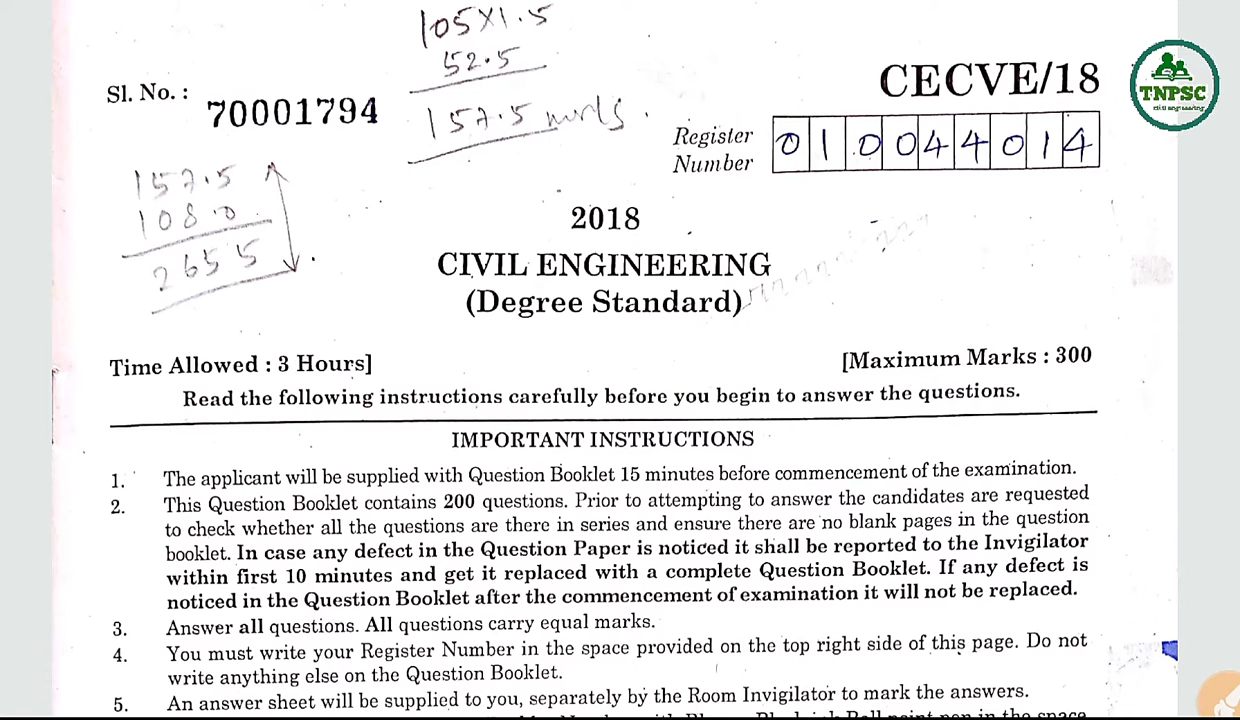 105×1.5
52.5
157.5
CECVE/18
TNPSC
civil engineering
Sl. No. :
70001794
Register
Number
010044014
157.5
108.0
265 5
2018
CIVIL ENGINEERING
(Degree Standard)
Time Allowed : 3 Hours]
[Maximum Marks : 300
Read the following instructions carefully before you begin to answer the questions.
IMPORTANT INSTRUCTIONS
1. The applicant will be supplied with Question Booklet 15 minutes before commencement of the examination.
2. This Question Booklet contains 200 questions. Prior to attempting to answer the candidates are requested
to check whether all the questions are there in series and ensure there are no blank pages in the question
booklet. In case any defect in the Question Paper is noticed it shall be reported to the Invigilator
within first 10 minutes and get it replaced with a complete Question Booklet. If any defect is
noticed in the Question Booklet after the commencement of examination it will not be replaced.
3. Answer all questions. All questions carry equal marks.
4. You must write your Register Number in the space provided on the top right side of this page. Do not
write anything else on the Question Booklet.
5. An answer sheet will be supplied to you, separately by the Room Invigilator to mark the answers.